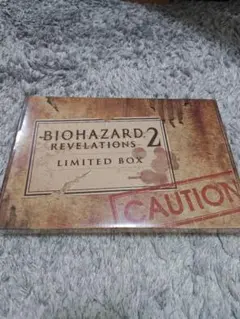 BIOHAZARD
REVELATIONS 2
LIMITED BOX
CAUTION